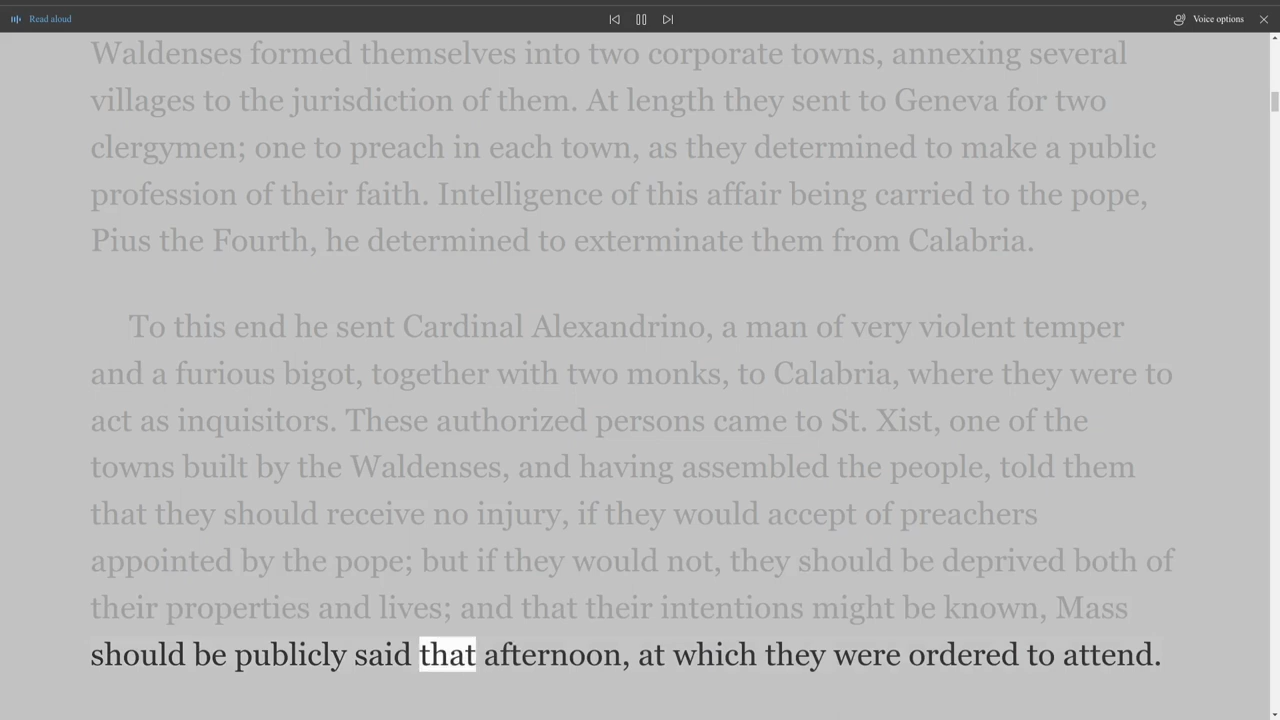 Read aloud
Voice options
Waldenses formed themselves into two corporate towns, annexing several
villages to the jurisdiction of them. At length they sent to Geneva for two
clergymen; one to preach in each town, as they determined to make a public
profession of their faith. Intelligence of this affair being carried to the pope,
Pius the Fourth, he determined to exterminate them from Calabria.
To this end he sent Cardinal Alexandrino, a man of very violent temper
and a furious bigot, together with two monks, to Calabria, where they were to
act as inquisitors. These authorized persons came to St. Xist, one of the
towns built by the Waldenses, and having assembled the people, told them
that they should receive no injury, if they would accept of preachers
appointed by the pope; but if they would not, they should be deprived both of
their properties and lives; and that their intentions might be known, Mass
should be publicly said that afternoon, at which they were ordered to attend.